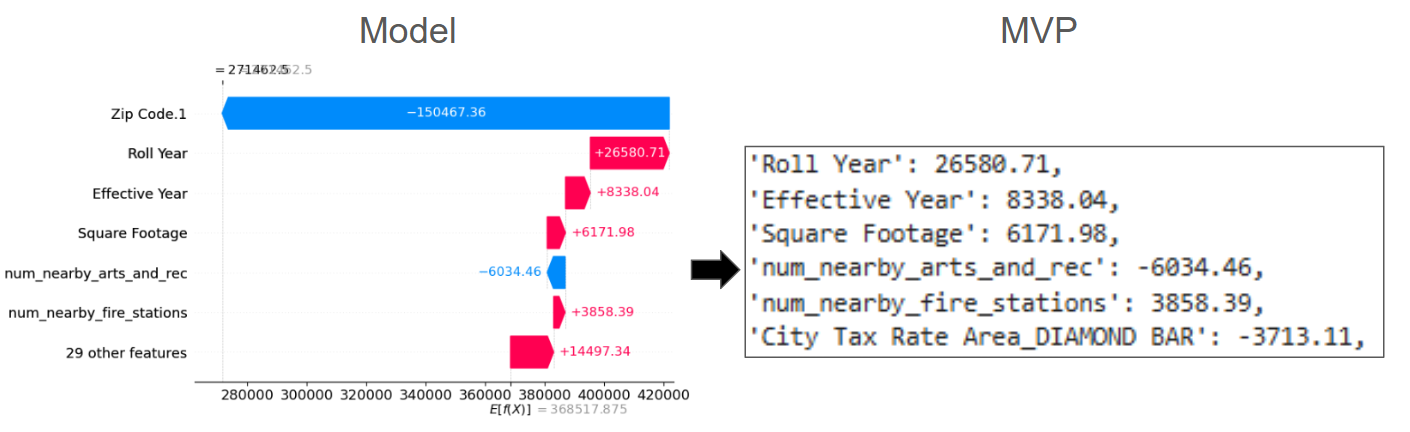 Model
MVP
= 271462.5
Zip Code.1
−150467.36
Roll Year
+26580.71
Effective Year
+8338.04
Square Footage
+6171.98
num_nearby_arts_and_rec
−6034.46
num_nearby_fire_stations
+3858.39
29 other features
+14497.34
280000 300000 320000 340000 360000 380000 400000 420000
E[f(X)] = 368517.875
'Roll Year': 26580.71,
'Effective Year': 8338.04,
'Square Footage': 6171.98,
'num_nearby_arts_and_rec': -6034.46,
'num_nearby_fire_stations': 3858.39,
'City Tax Rate Area_DIAMOND BAR': -3713.11,